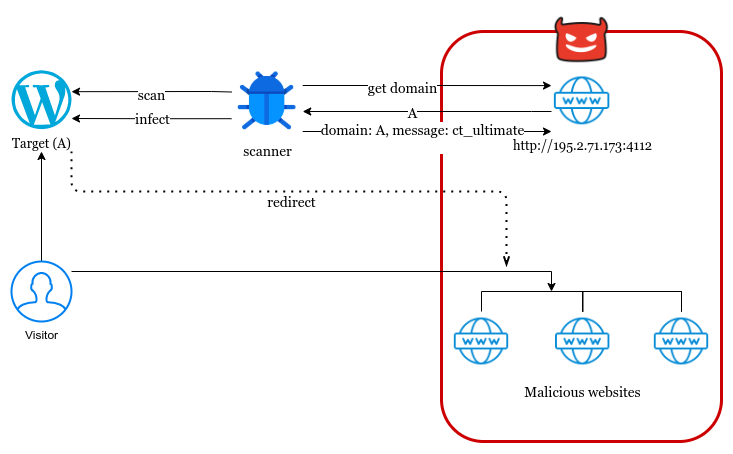 scan
get domain
A
infect
domain: A, message: ct_ultimate
Target (A)
scanner
WWW
http://195.2.71.173:4112
redirect
Visitor
WWW
WWW
WWW
Malicious websites